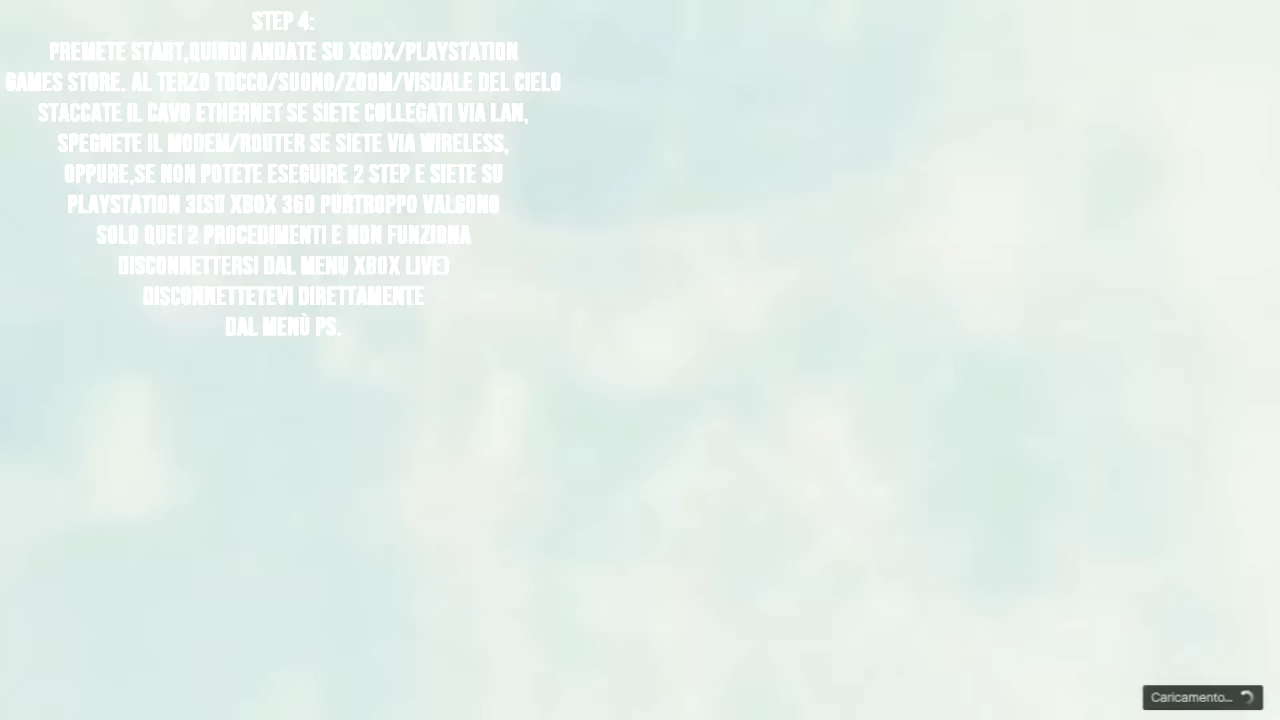 STEP 4:
PREMETE START,QUINDI ANDATE SU XBOX/PLAYSTATION
GAMES STORE. AL TERZO TOCCO/SUONO/ZOOM/VISUALE DEL CIELO
STACCATE IL CAVO ETHERNET SE SIETE COLLEGATI VIA LAN,
SPEGNETE IL MODEM/ROUTER SE SIETE VIA WIRELESS,
OPPURE,SE NON POTETE ESEGUIRE 2 STEP E SIETE SU
PLAYSTATION 3(SU XBOX 360 PURTROPPO VALGONO
SOLO QUEI 2 PROCEDIMENTI E NON FUNZIONA
DISCONNETTERSI DAL MENU XBOX LIVE)
DISCONNETTETEVI DIRETTAMENTE
DAL MENÙ PS.
Caricamento...